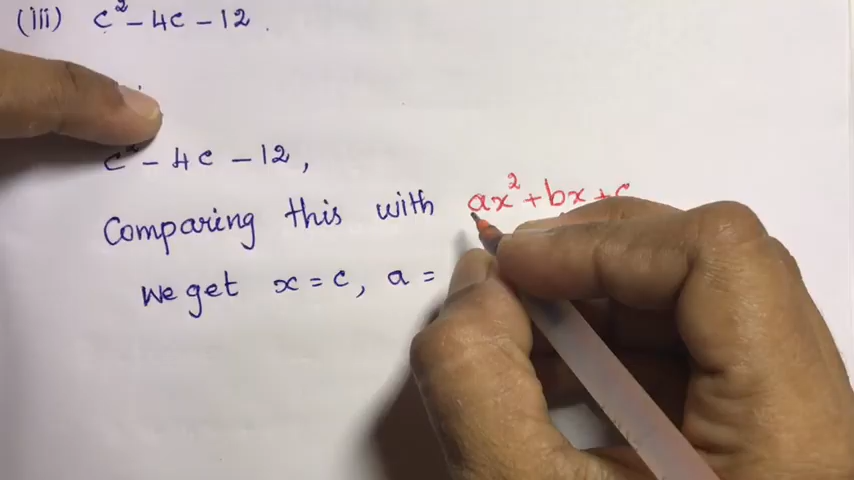 (iii) c² - 4c - 12.
c² - 4c - 12,
Comparing this with ax² + bx + c
we get x = c, a =